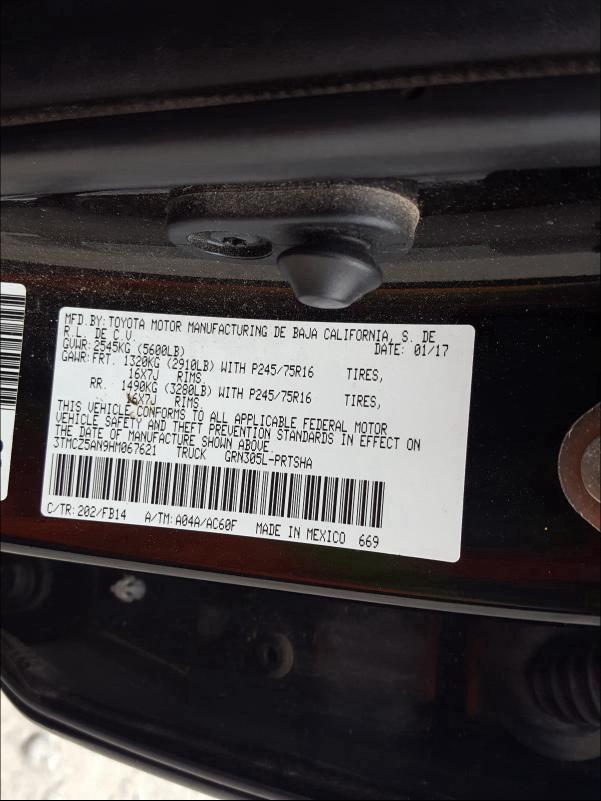 MFD.BY:TOYOTA MOTOR MANUFACTURING DE BAJA CALIFORNIA, S. DE
R.L. DE C.V. DATE: 01/17
GVWR:2545KG (5600LB)
GAWR:FRT. 1320KG (2910LB) WITH P245/75R16 TIRES,
16X7J RIMS,
RR. 1490KG (3280LB) WITH P245/75R16 TIRES,
16X7J RIMS,
THIS VEHICLE CONFORMS TO ALL APPLICABLE FEDERAL MOTOR
VEHICLE SAFETY AND THEFT PREVENTION STANDARDS IN EFFECT ON
THE DATE OF MANUFACTURE SHOWN ABOVE.
3TMCZ5AN9HM067621 TRUCK GRN305L-PRTSHA
C/TR:202/FB14 A/TM:A04A/AC60F MADE IN MEXICO 669